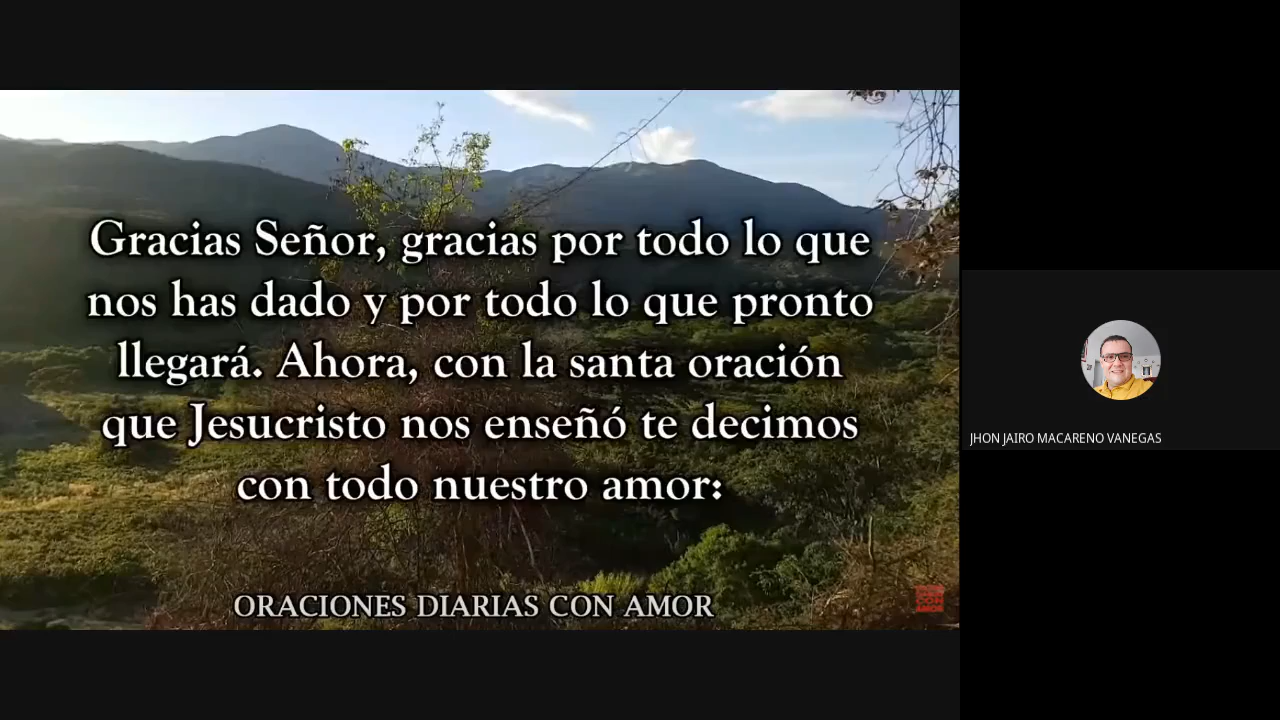 Gracias Señor, gracias por todo lo que
nos has dado y por todo lo que pronto
llegará. Ahora, con la santa oración
que Jesucristo nos enseñó te decimos
con todo nuestro amor:
ORACIONES DIARIAS CON AMOR
JHON JAIRO MACARENO VANEGAS